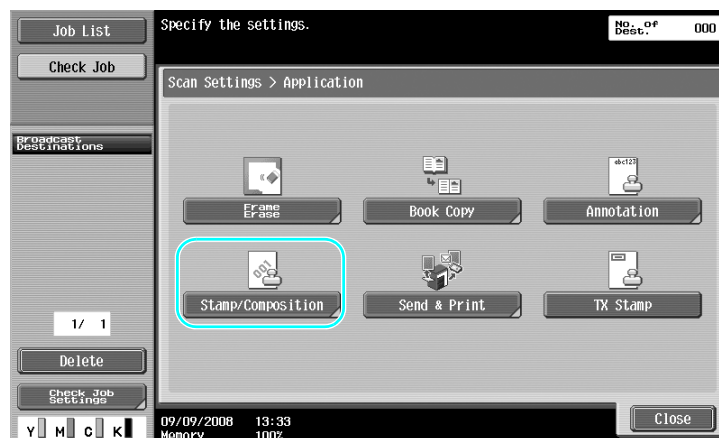 Job List
Specify the settings.
No. of
Dest.
000
Check Job
Scan Settings > Application
Broadcast
Destinations
abc123
Frame
Erase
Book Copy
Annotation
001
Stamp/Composition
Send & Print
TX Stamp
1/ 1
Delete
Check Job
Settings
Close
09/09/2008 13:33
Memory 100%
Y M C K